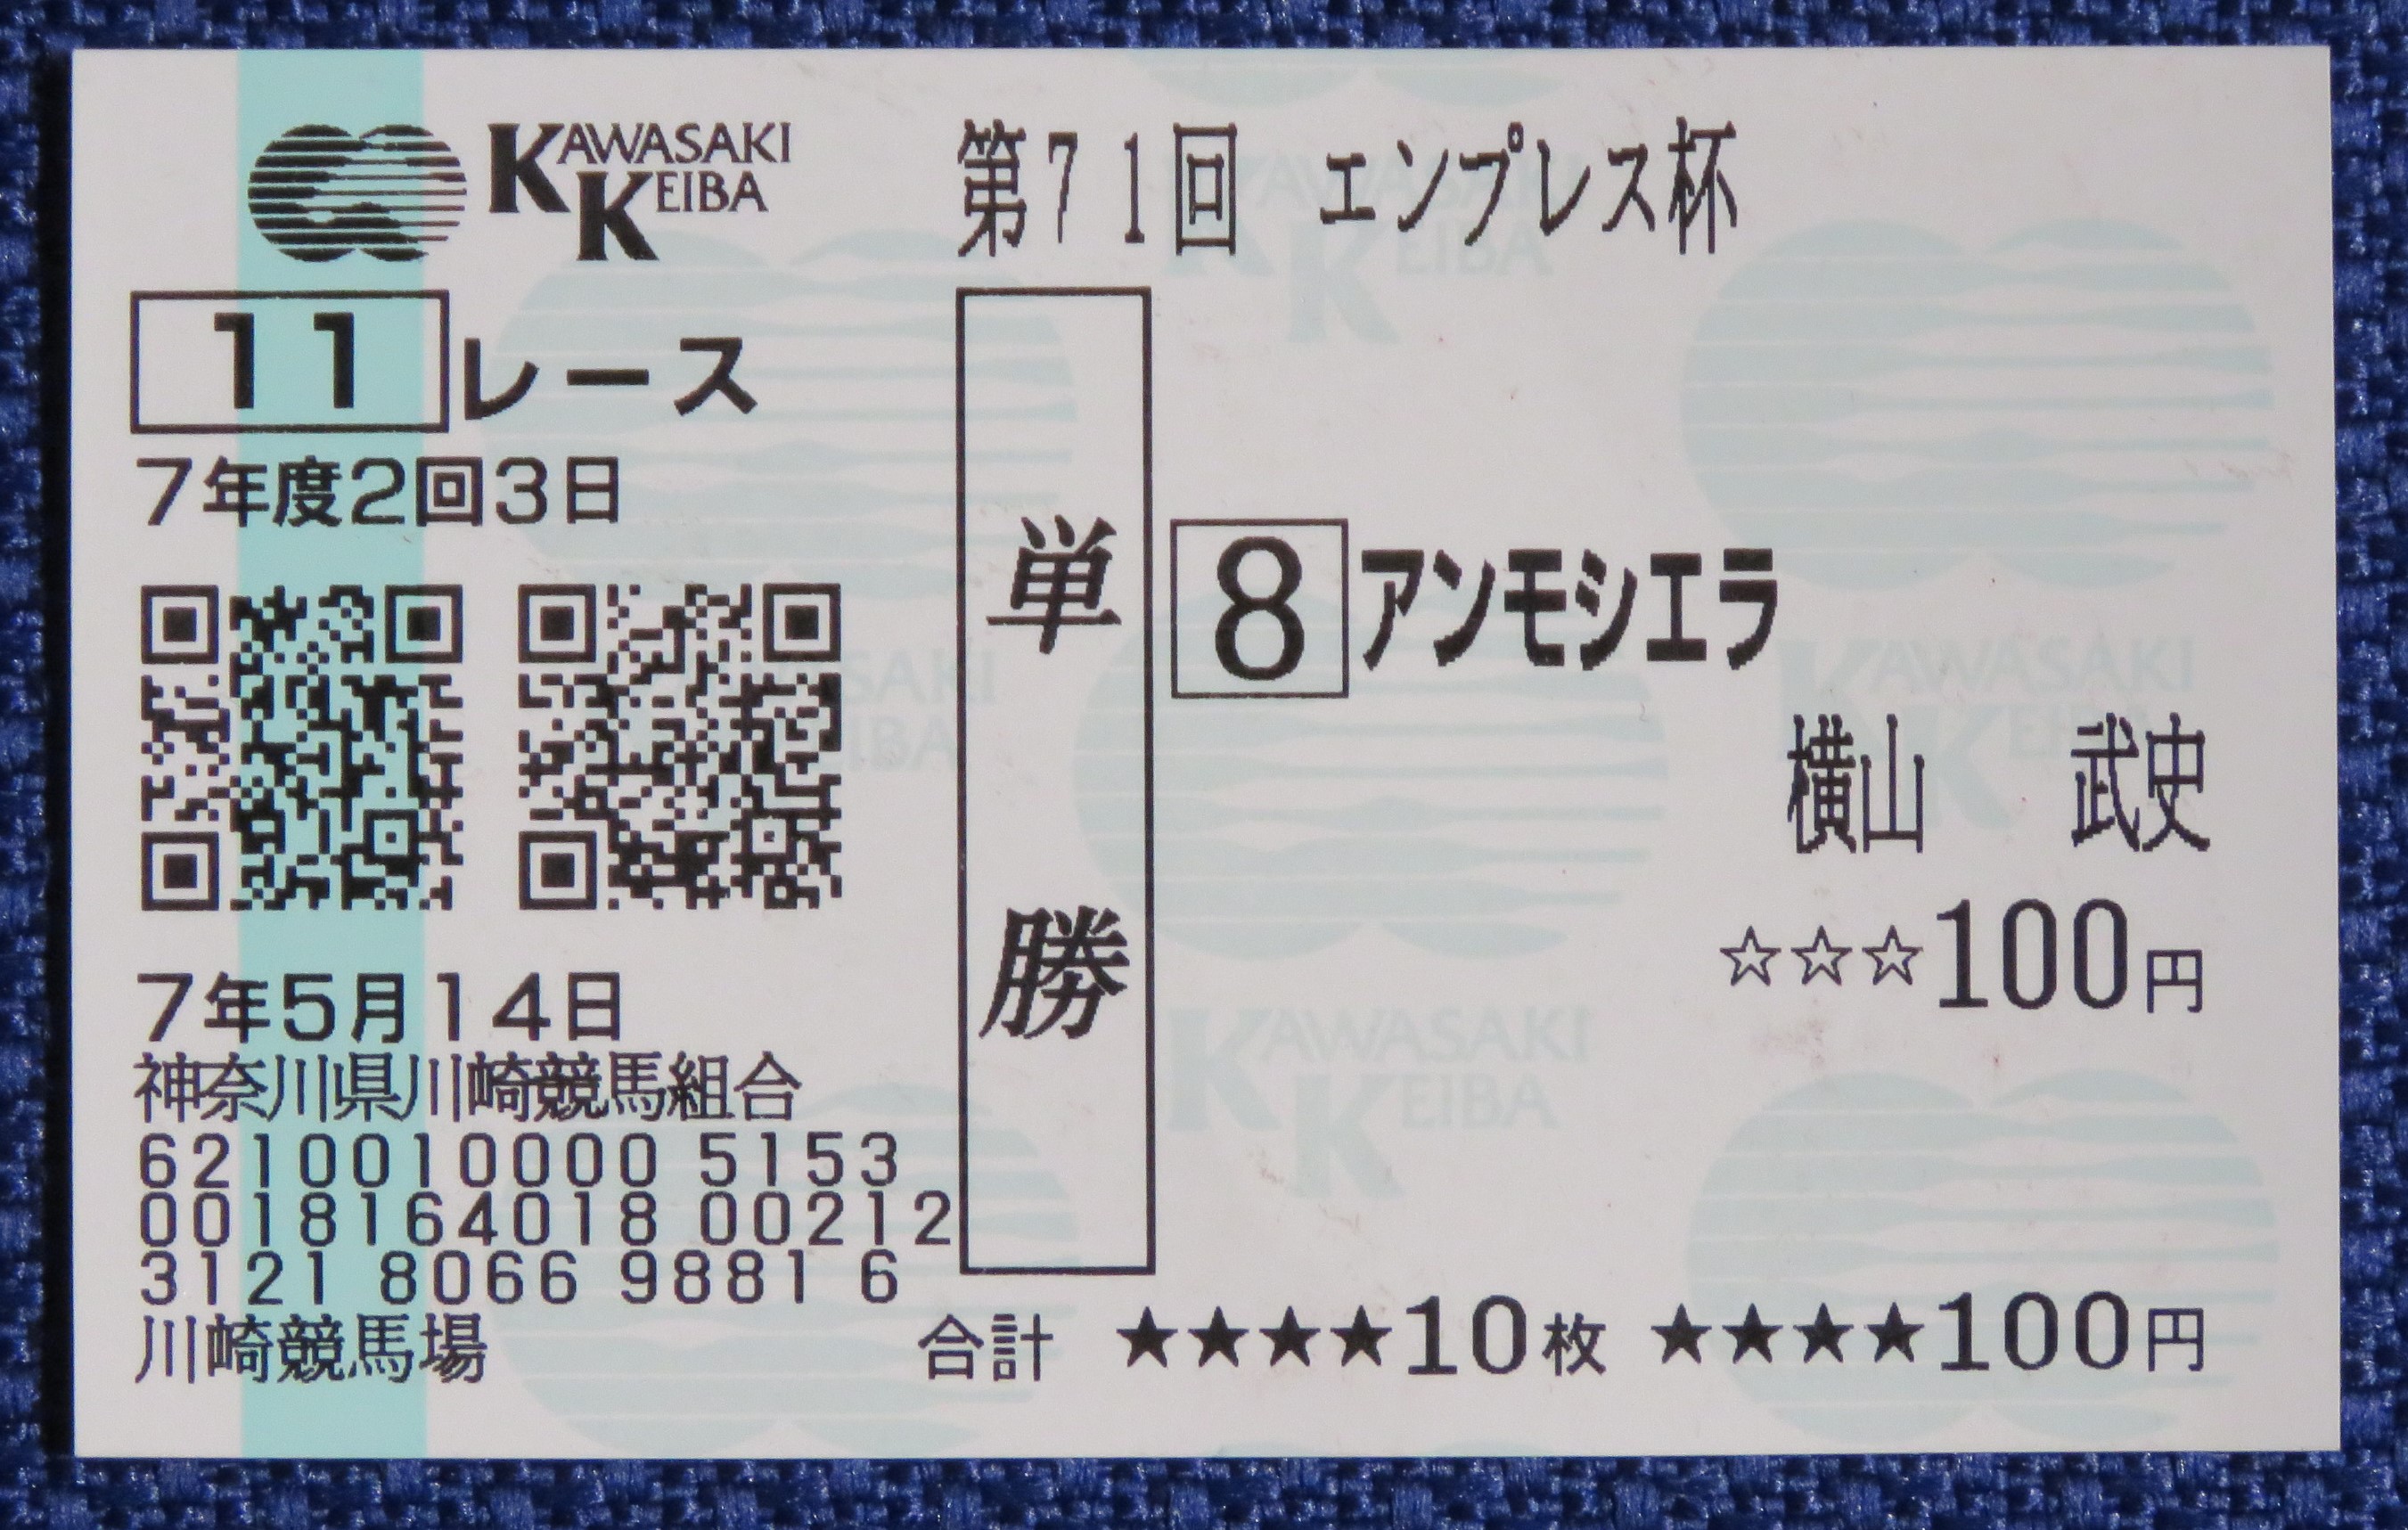 KAWASAKI KEIBA
第71回 エンプレス杯
11レース
7年度2回3日
単勝
8 アンモシエラ
横山 武史
☆☆☆100円
7年5月14日
神奈川県川崎競馬組合
6210010000 5153
0018164018 00212
3121 8066 9881 6
川崎競馬場
合計 ★★★★10枚 ★★★★100円